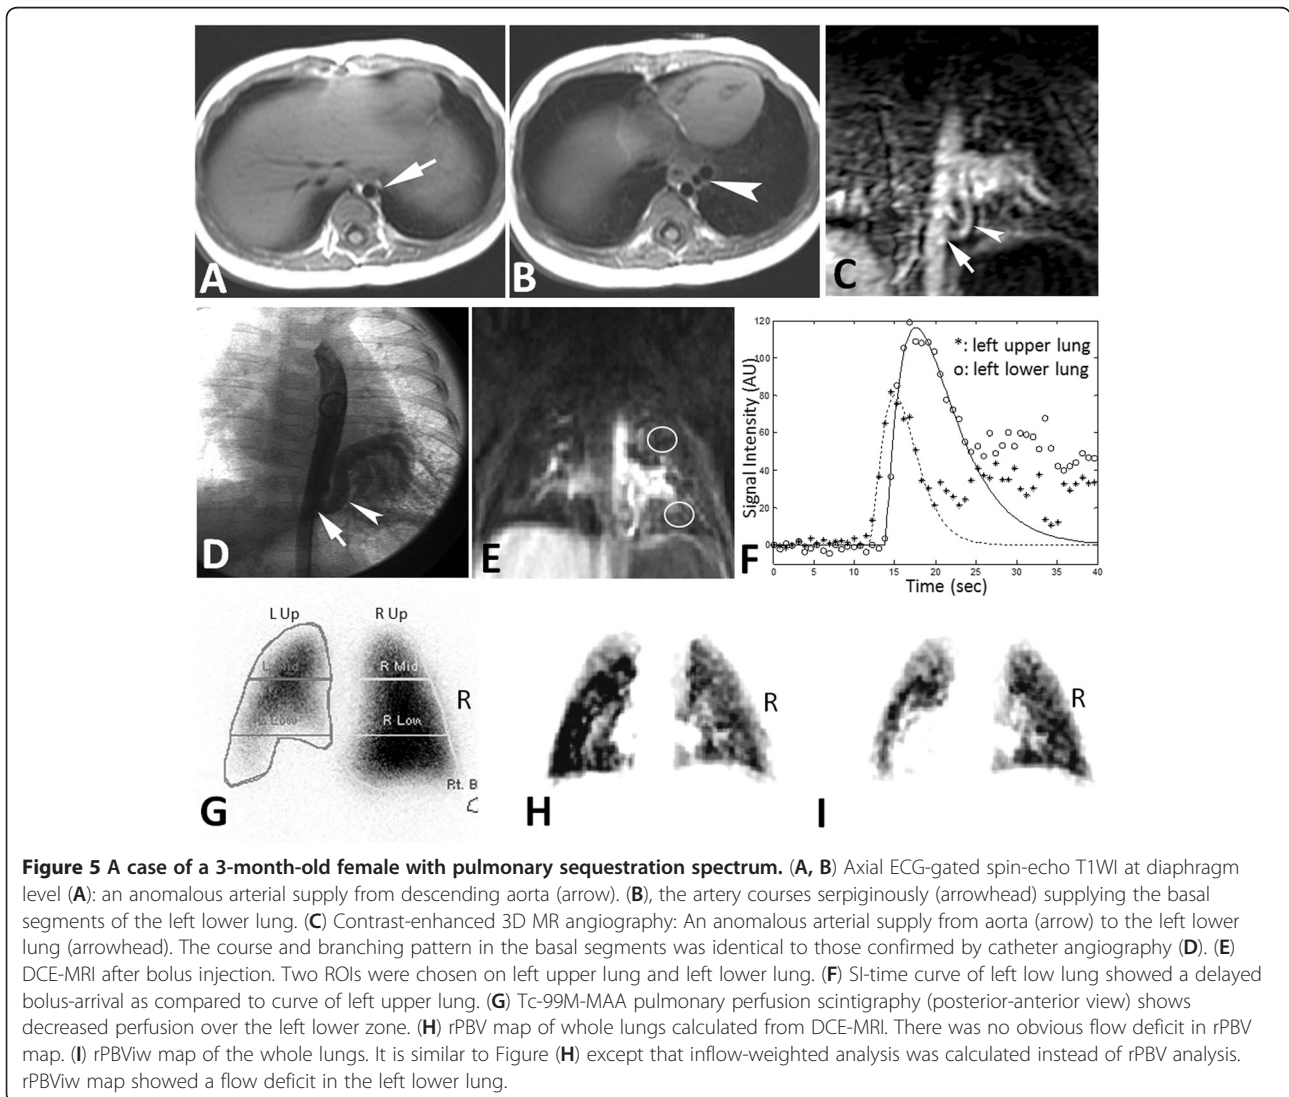 A
B
C
D
E
F
120
100
80
60
40
20
0
Signal Intensity (AU)
*: left upper lung
o: left lower lung
0 5 10 15 20 25 30 35 40
Time (sec)
L Up R Up
L Mid R Mid
L Low R Low
R
Rt. B
G
R
H
R
I
Figure 5 A case of a 3-month-old female with pulmonary sequestration spectrum. (A, B) Axial ECG-gated spin-echo T1WI at diaphragm
level (A): an anomalous arterial supply from descending aorta (arrow). (B), the artery courses serpiginously (arrowhead) supplying the basal
segments of the left lower lung. (C) Contrast-enhanced 3D MR angiography: An anomalous arterial supply from aorta (arrow) to the left lower
lung (arrowhead). The course and branching pattern in the basal segments was identical to those confirmed by catheter angiography (D). (E)
DCE-MRI after bolus injection. Two ROIs were chosen on left upper lung and left lower lung. (F) SI-time curve of left low lung showed a delayed
bolus-arrival as compared to curve of left upper lung. (G) Tc-99M-MAA pulmonary perfusion scintigraphy (posterior-anterior view) shows
decreased perfusion over the left lower zone. (H) rPBV map of whole lungs calculated from DCE-MRI. There was no obvious flow deficit in rPBV
map. (I) rPBViw map of the whole lungs. It is similar to Figure (H) except that inflow-weighted analysis was calculated instead of rPBV analysis.
rPBViw map showed a flow deficit in the left lower lung.